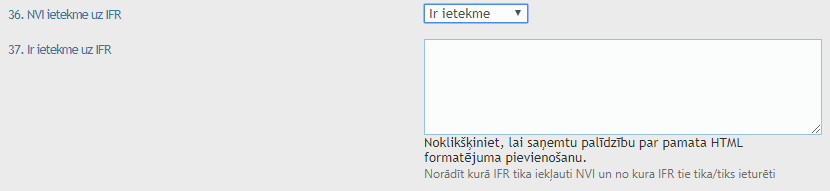 36. NVI ietekme uz IFR
Ir ietekme
37. Ir ietekme uz IFR
Noklikšķiniet, lai saņemtu palīdzību par pamata HTML
formatējuma pievienošanu.
Norādīt kurā IFR tika iekļauti NVI un no kura IFR tie tika/tiks ieturēti